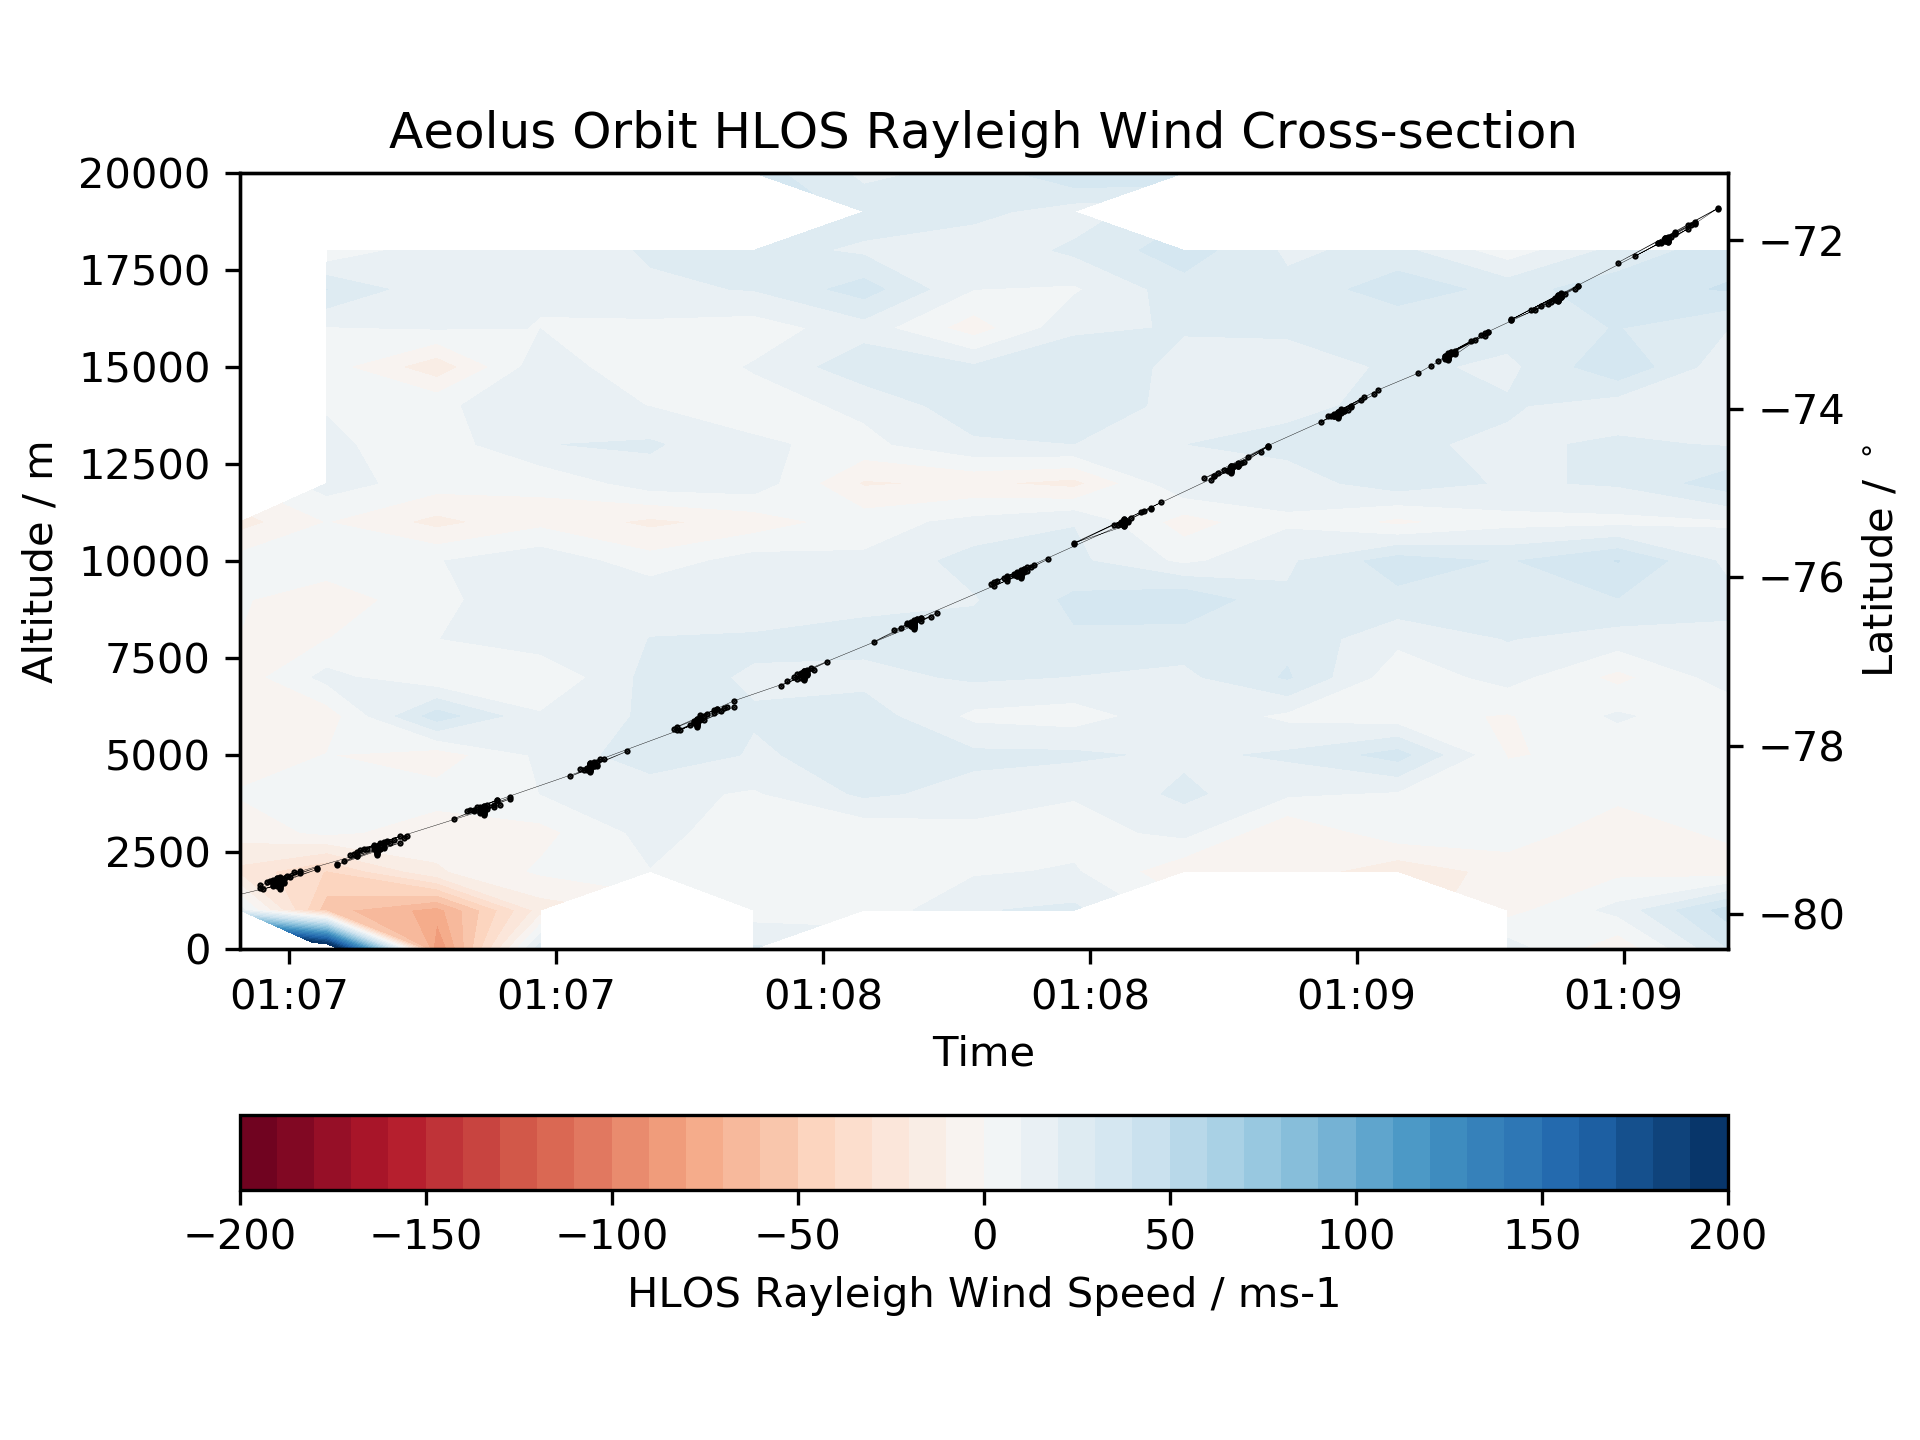 Aeolus Orbit HLOS Rayleigh Wind Cross-section
20000
17500
15000
12500
10000
7500
5000
2500
0
Altitude / m
−72
−74
−76
−78
−80
Latitude / °
01:07 01:07 01:08 01:08 01:09 01:09
Time
−200 −150 −100 −50 0 50 100 150 200
HLOS Rayleigh Wind Speed / ms-1